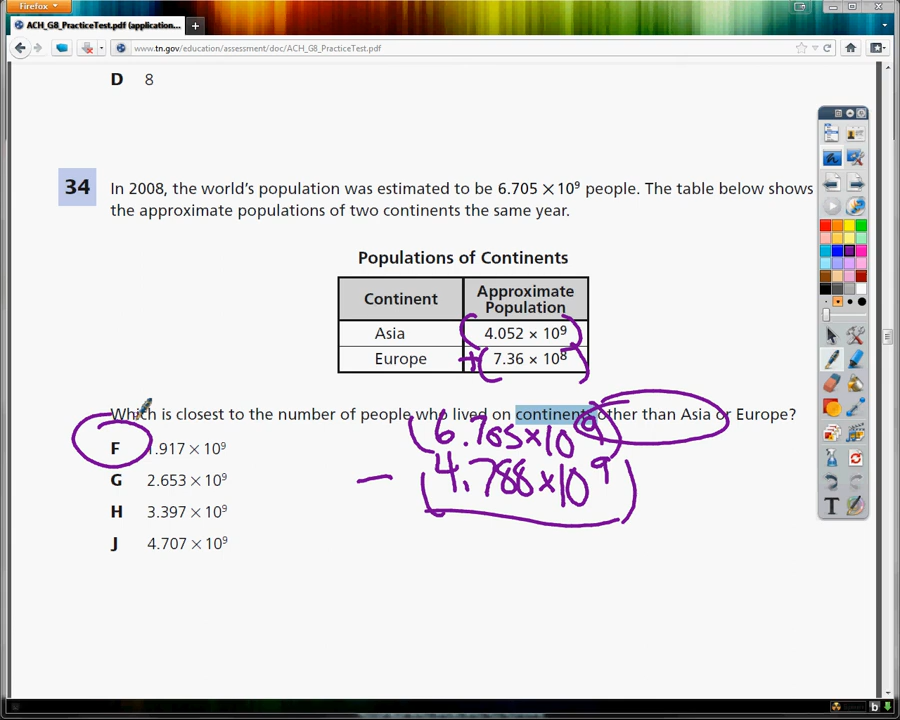 Firefox
ACH_G8_PracticeTest.pdf (application...
www.tn.gov/education/assessment/doc/ACH_G8_PracticeTest.pdf
D 8
34 In 2008, the world's population was estimated to be 6.705 × 10⁹ people. The table below shows
the approximate populations of two continents the same year.
Populations of Continents
Continent Approximate
Population
Asia 4.052 × 10⁹
Europe + 7.36 × 10⁸
Which is closest to the number of people who lived on continents other than Asia or Europe?
F 1.917 × 10⁹
G 2.653 × 10⁹
H 3.397 × 10⁹
J 4.707 × 10⁹
(6.705×10⁹)
− (4.788×10⁹)
T